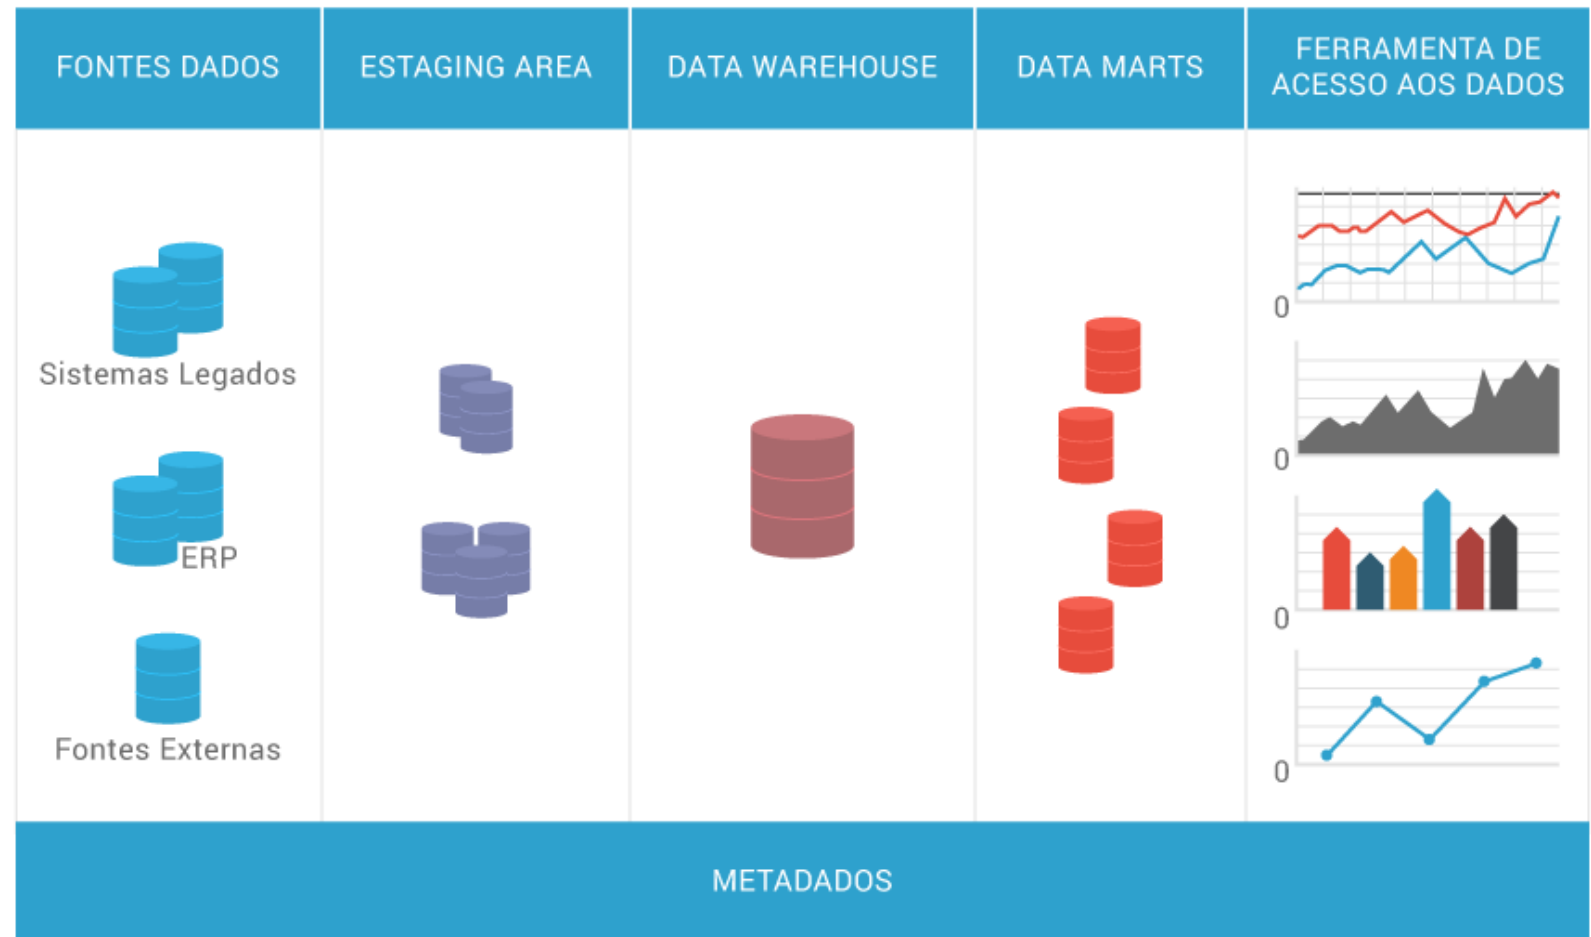 FONTES DADOS
ESTAGING AREA
DATA WAREHOUSE
DATA MARTS
FERRAMENTA DE
ACESSO AOS DADOS
Sistemas Legados
ERP
Fontes Externas
0
0
0
0
METADADOS